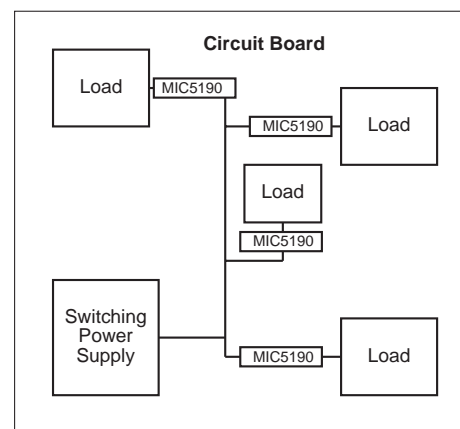 Circuit Board
Load
MIC5190
MIC5190
Load
Load
MIC5190
Switching
Power
Supply
MIC5190
Load